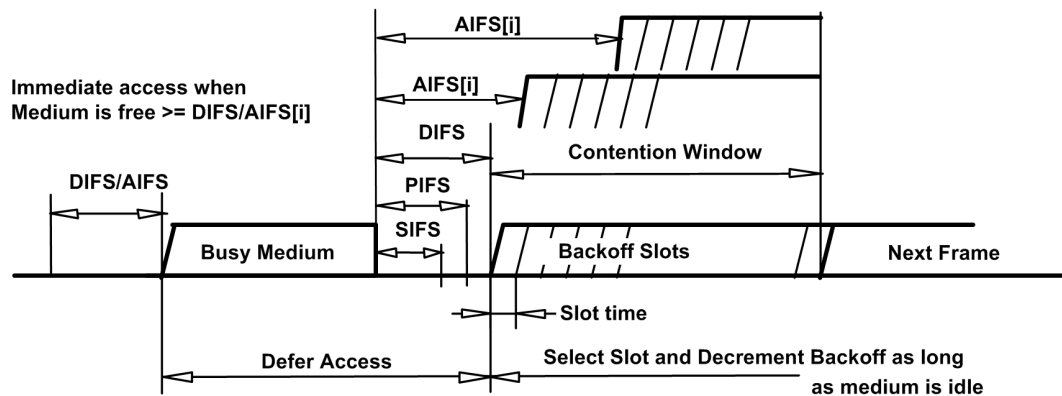 AIFS[i]
Immediate access when
Medium is free >= DIFS/AIFS[i]
AIFS[i]
DIFS
Contention Window
DIFS/AIFS
PIFS
SIFS
Busy Medium
Backoff Slots
Next Frame
Slot time
Defer Access
Select Slot and Decrement Backoff as long
as medium is idle